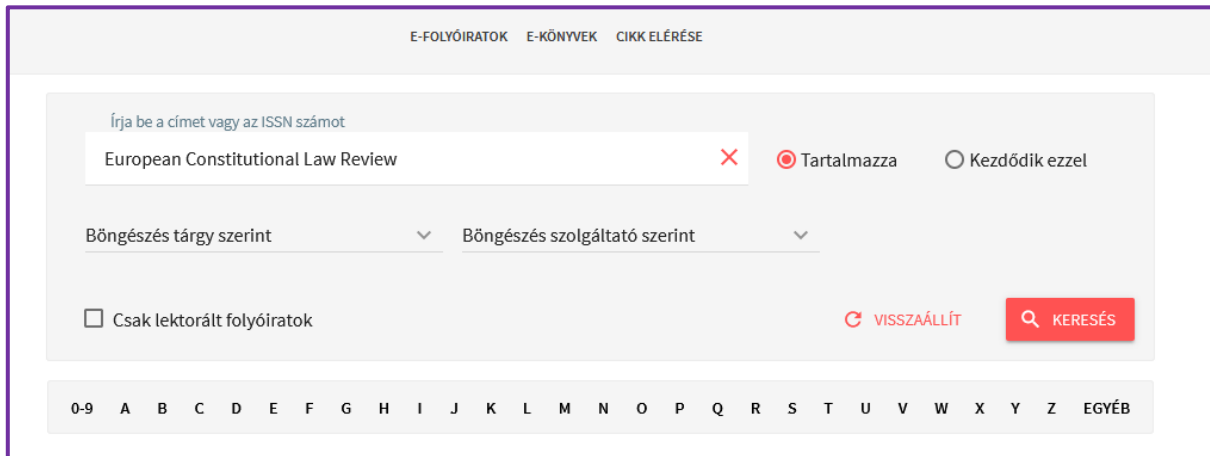 E-FOLYÓIRATOK E-KÖNYVEK CIKK ELÉRÉSE
Írja be a címet vagy az ISSN számot
European Constitutional Law Review
Tartalmazza Kezdődik ezzel
Böngészés tárgy szerint Böngészés szolgáltató szerint
Csak lektorált folyóiratok VISSZAÁLLÍT KERESÉS
0-9 A B C D E F G H I J K L M N O P Q R S T U V W X Y Z EGYÉB